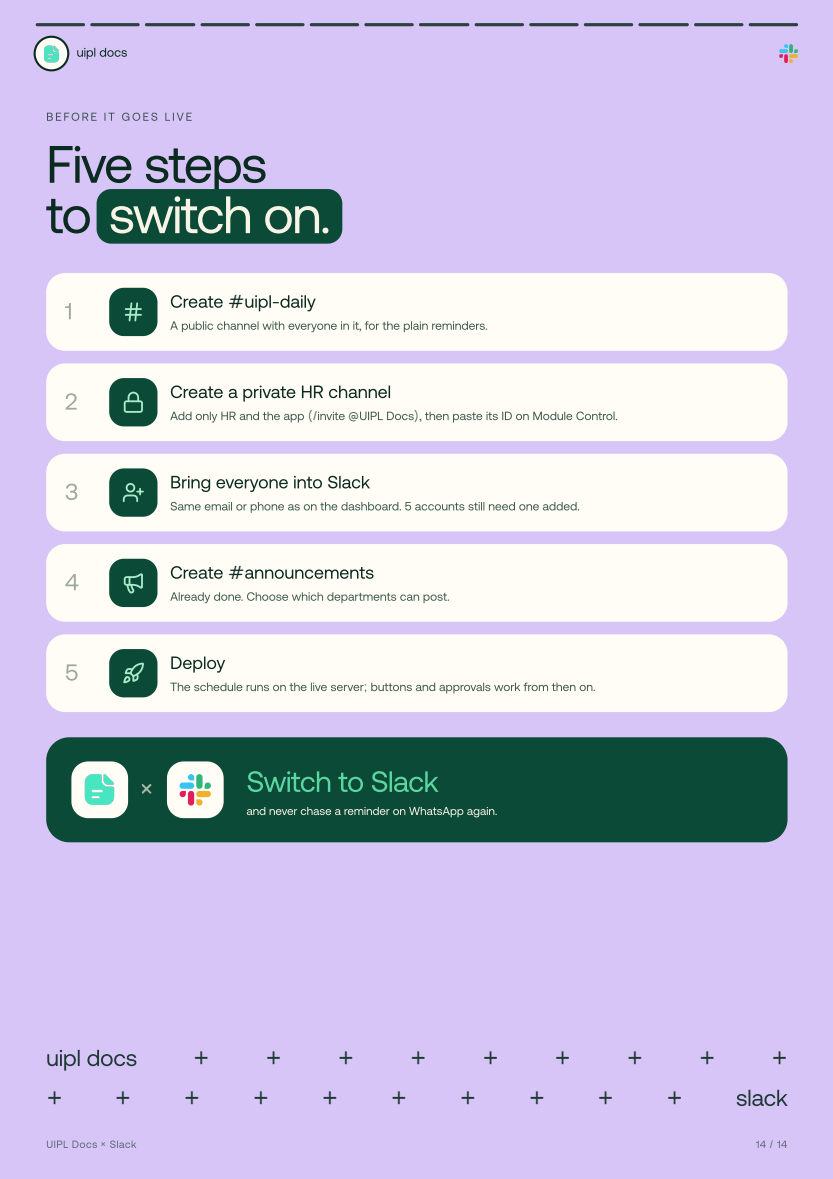 uipl docs
BEFORE IT GOES LIVE
Five steps
to switch on.
1
#
Create #uipl-daily
A public channel with everyone in it, for the plain reminders.
2
Create a private HR channel
Add only HR and the app (/invite @UIPL Docs), then paste its ID on Module Control.
3
Bring everyone into Slack
Same email or phone as on the dashboard. 5 accounts still need one added.
4
Create #announcements
Already done. Choose which departments can post.
5
Deploy
The schedule runs on the live server; buttons and approvals work from then on.
×
Switch to Slack
and never chase a reminder on WhatsApp again.
uipl docs + + + + + + + + +
+ + + + + + + + + + slack
UIPL Docs × Slack
14 / 14